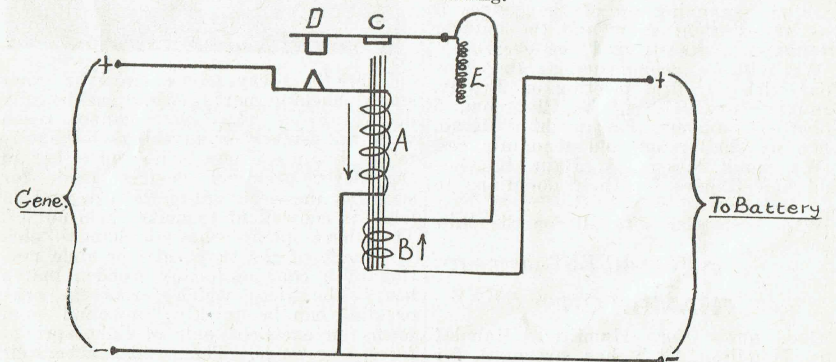 D C
+ E +
A
Gene. To Battery
B↑
- -